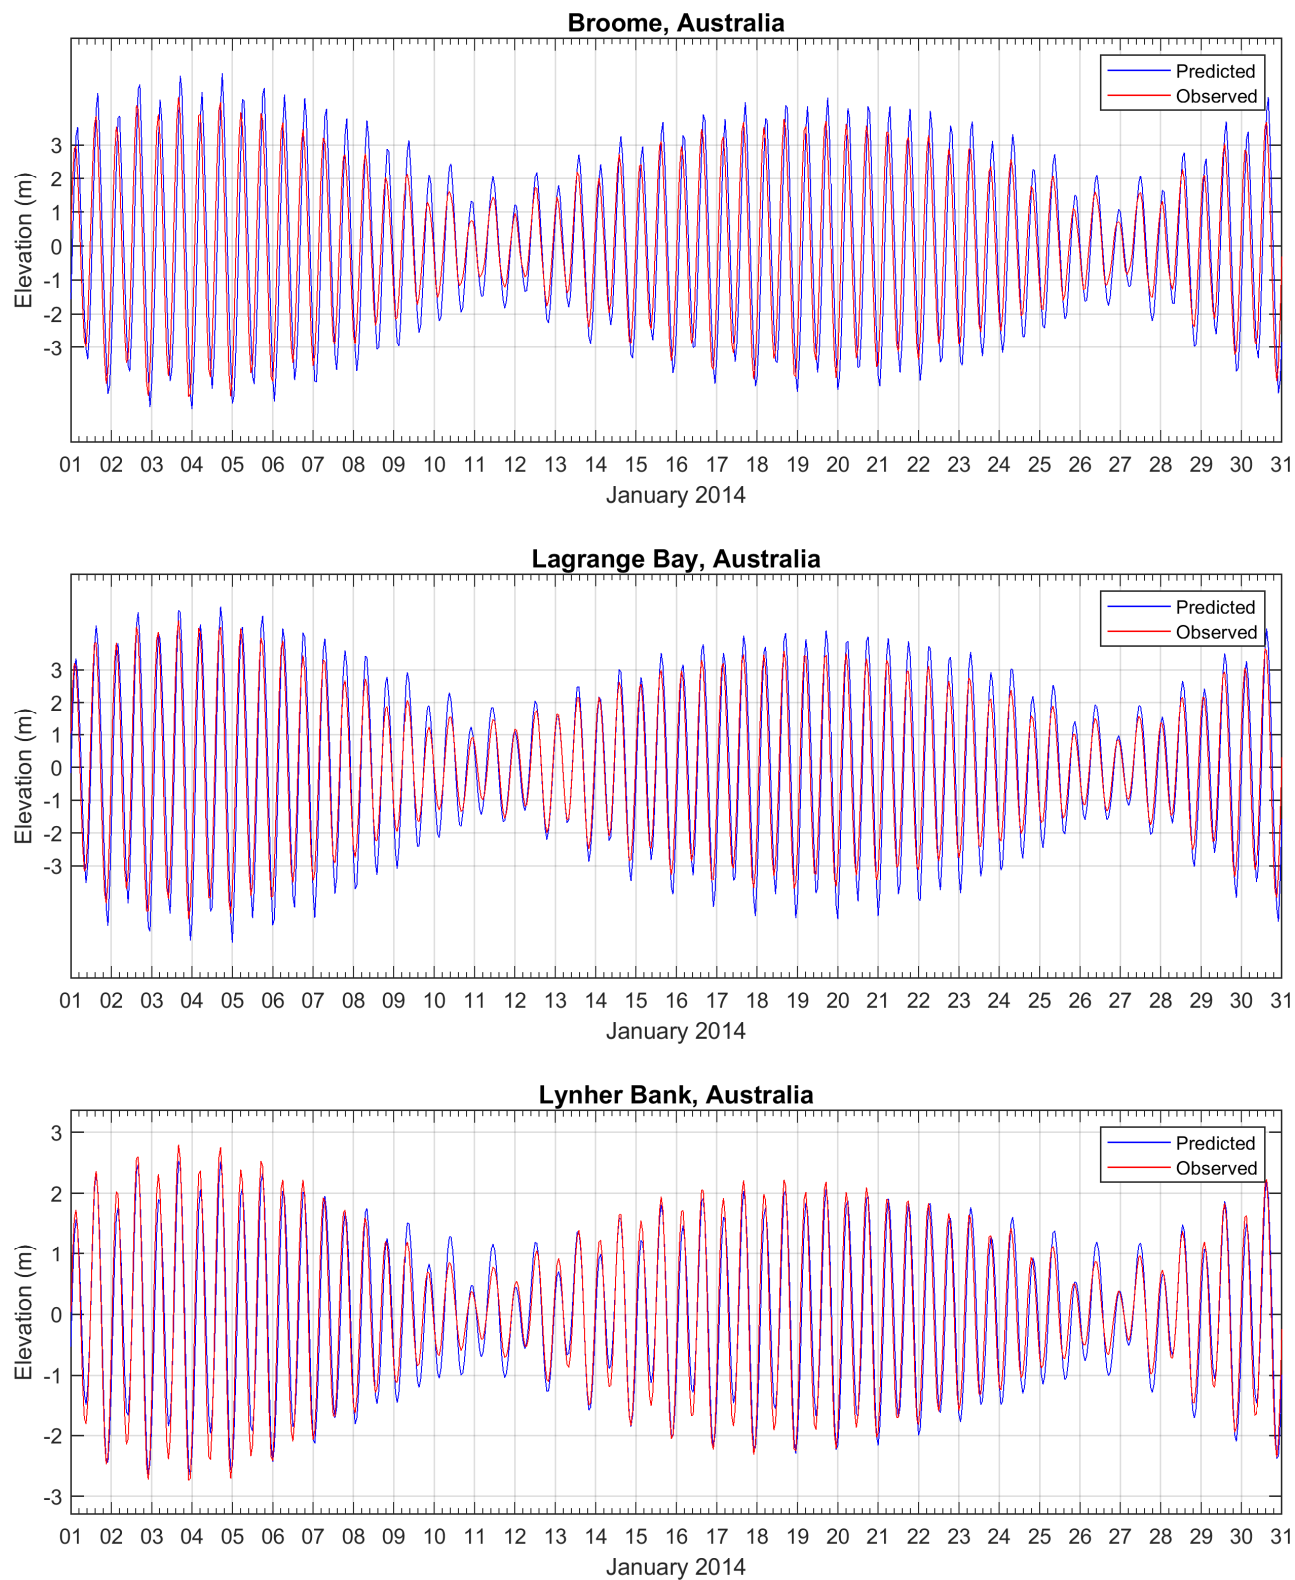 Broome, Australia
Predicted
Observed
3
2
1
0
-1
-2
-3
Elevation (m)
01 02 03 04 05 06 07 08 09 10 11 12 13 14 15 16 17 18 19 20 21 22 23 24 25 26 27 28 29 30 31
January 2014
Lagrange Bay, Australia
Predicted
Observed
3
2
1
0
-1
-2
-3
Elevation (m)
01 02 03 04 05 06 07 08 09 10 11 12 13 14 15 16 17 18 19 20 21 22 23 24 25 26 27 28 29 30 31
January 2014
Lynher Bank, Australia
Predicted
Observed
3
2
1
0
-1
-2
-3
Elevation (m)
01 02 03 04 05 06 07 08 09 10 11 12 13 14 15 16 17 18 19 20 21 22 23 24 25 26 27 28 29 30 31
January 2014